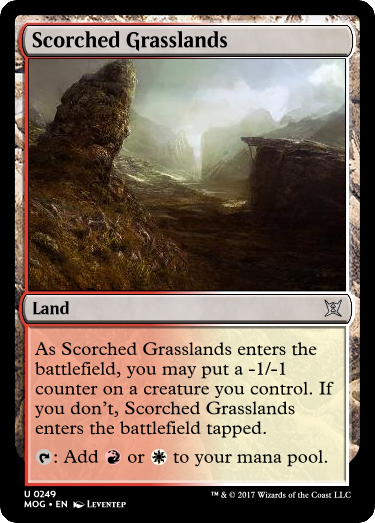 Scorched Grasslands
Land
As Scorched Grasslands enters the
battlefield, you may put a -1/-1
counter on a creature you control. If
you don't, Scorched Grasslands
enters the battlefield tapped.
: Add or to your mana pool.
U 0249
MOG • EN Leventep
™ & © 2017 Wizards of the Coast LLC